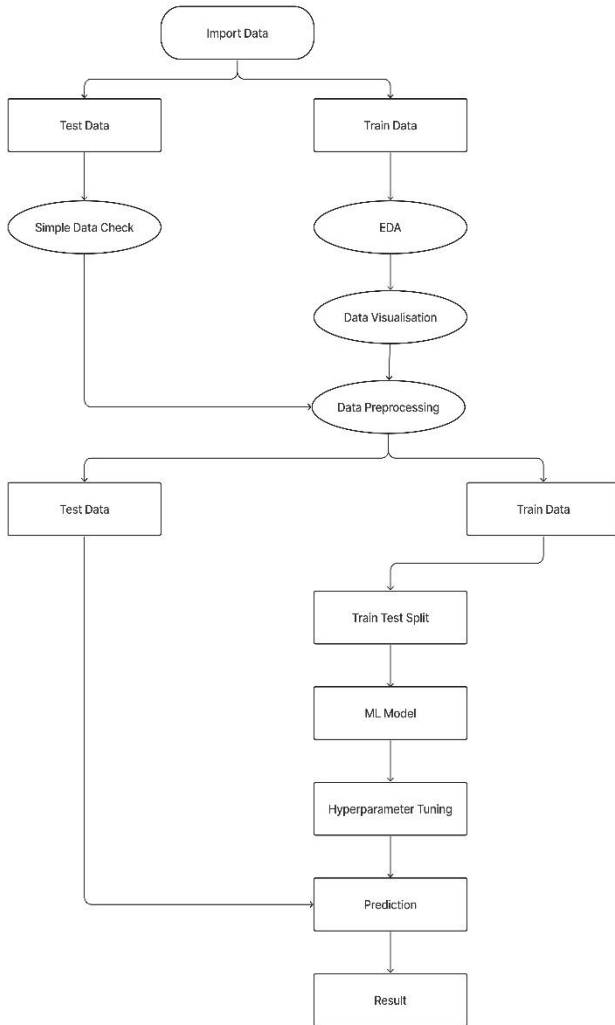 Import Data
Test Data
Train Data
Simple Data Check
EDA
Data Visualisation
Data Preprocessing
Test Data
Train Data
Train Test Split
ML Model
Hyperparameter Tuning
Prediction
Result